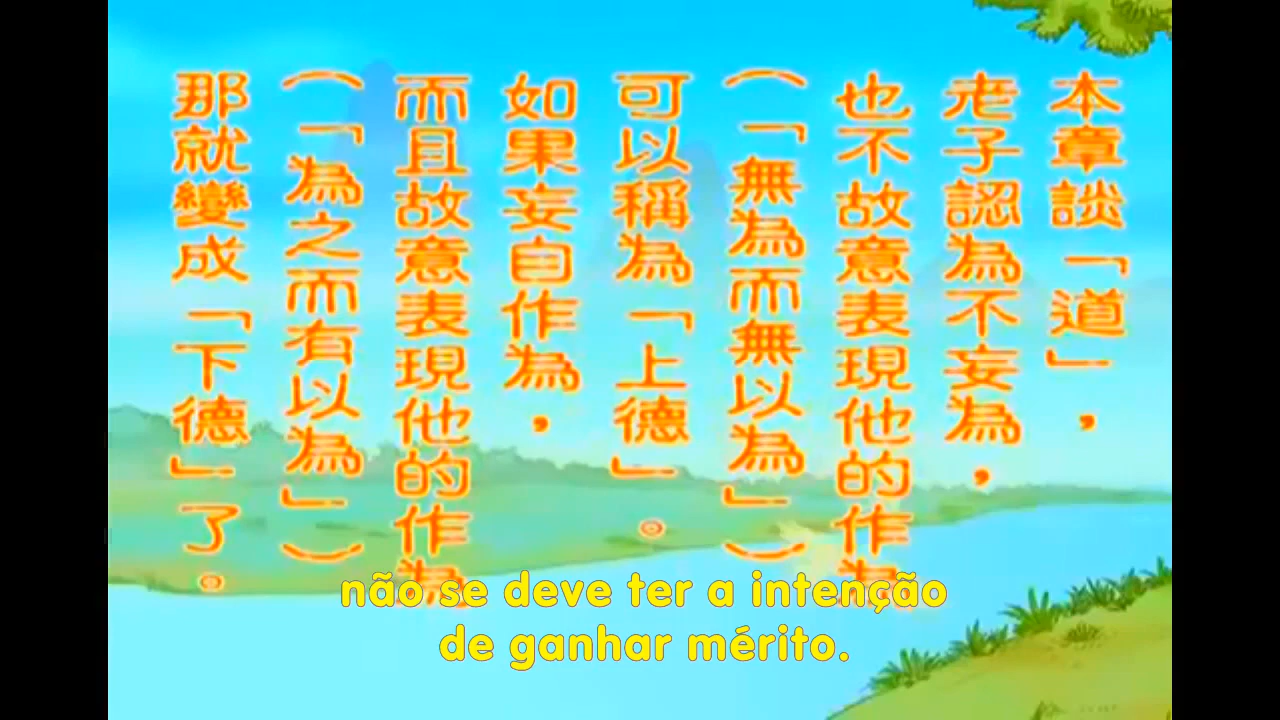 本章談「道」，
老子認為不妄為，
也不故意表現他的作為
（「無為而無以為」）
可以稱為「上德」。
如果妄自作為，
而且故意表現他的作為
（「為之而有以為」）
那就變成「下德」了。
não se deve ter a intenção
de ganhar mérito.